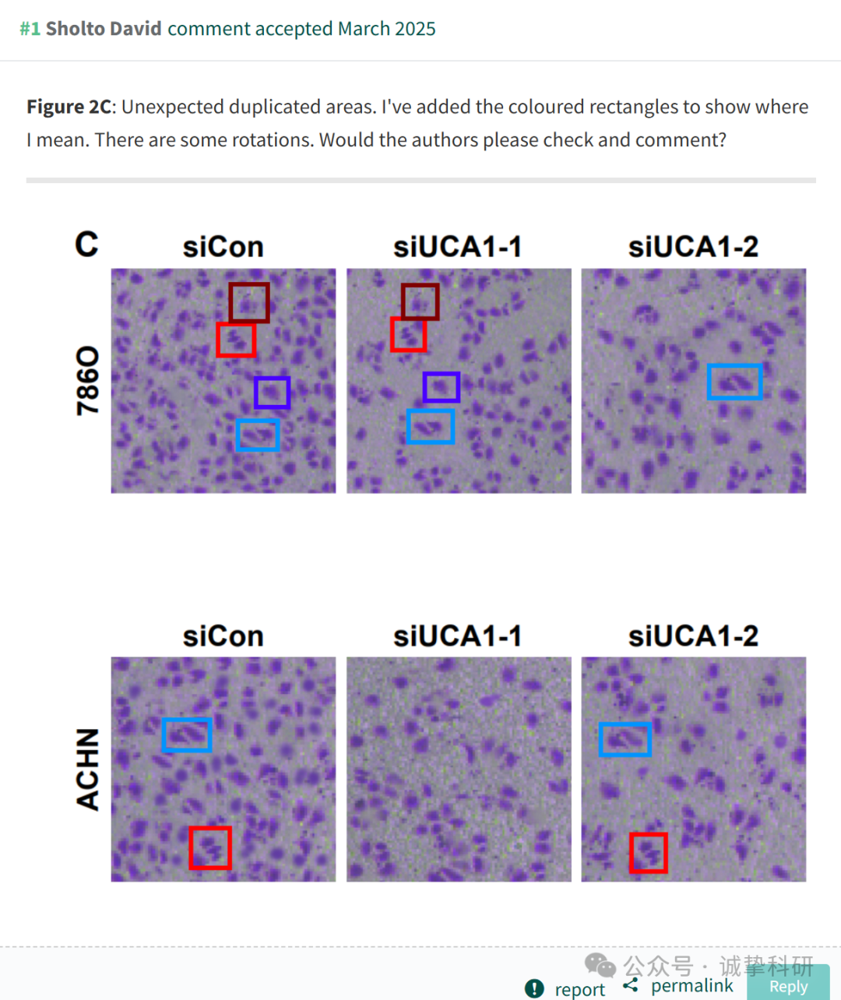 #1 Sholto David comment accepted March 2025
Figure 2C: Unexpected duplicated areas. I've added the coloured rectangles to show where
I mean. There are some rotations. Would the authors please check and comment?
C siCon siUCA1-1 siUCA1-2
786O
siCon siUCA1-1 siUCA1-2
ACHN
公众号 · 诚挚科研
report permalink Reply